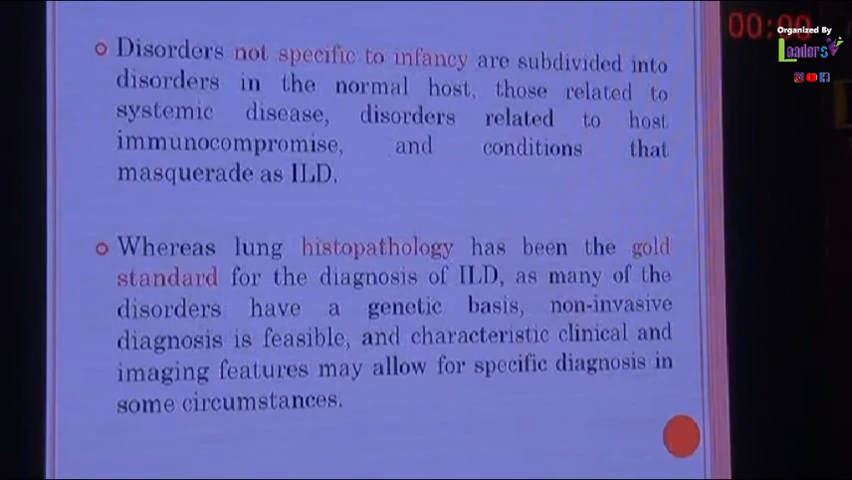 00:00
Organized By
Leaders
Disorders not specific to infancy are subdivided into
disorders in the normal host, those related to
systemic disease, disorders related to host
immunocompromise, and conditions that
masquerade as ILD.
Whereas lung histopathology has been the gold
standard for the diagnosis of ILD, as many of the
disorders have a genetic basis, non-invasive
diagnosis is feasible, and characteristic clinical and
imaging features may allow for specific diagnosis in
some circumstances.